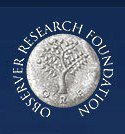 OBSERVER RESEARCH FOUNDATION
O R F